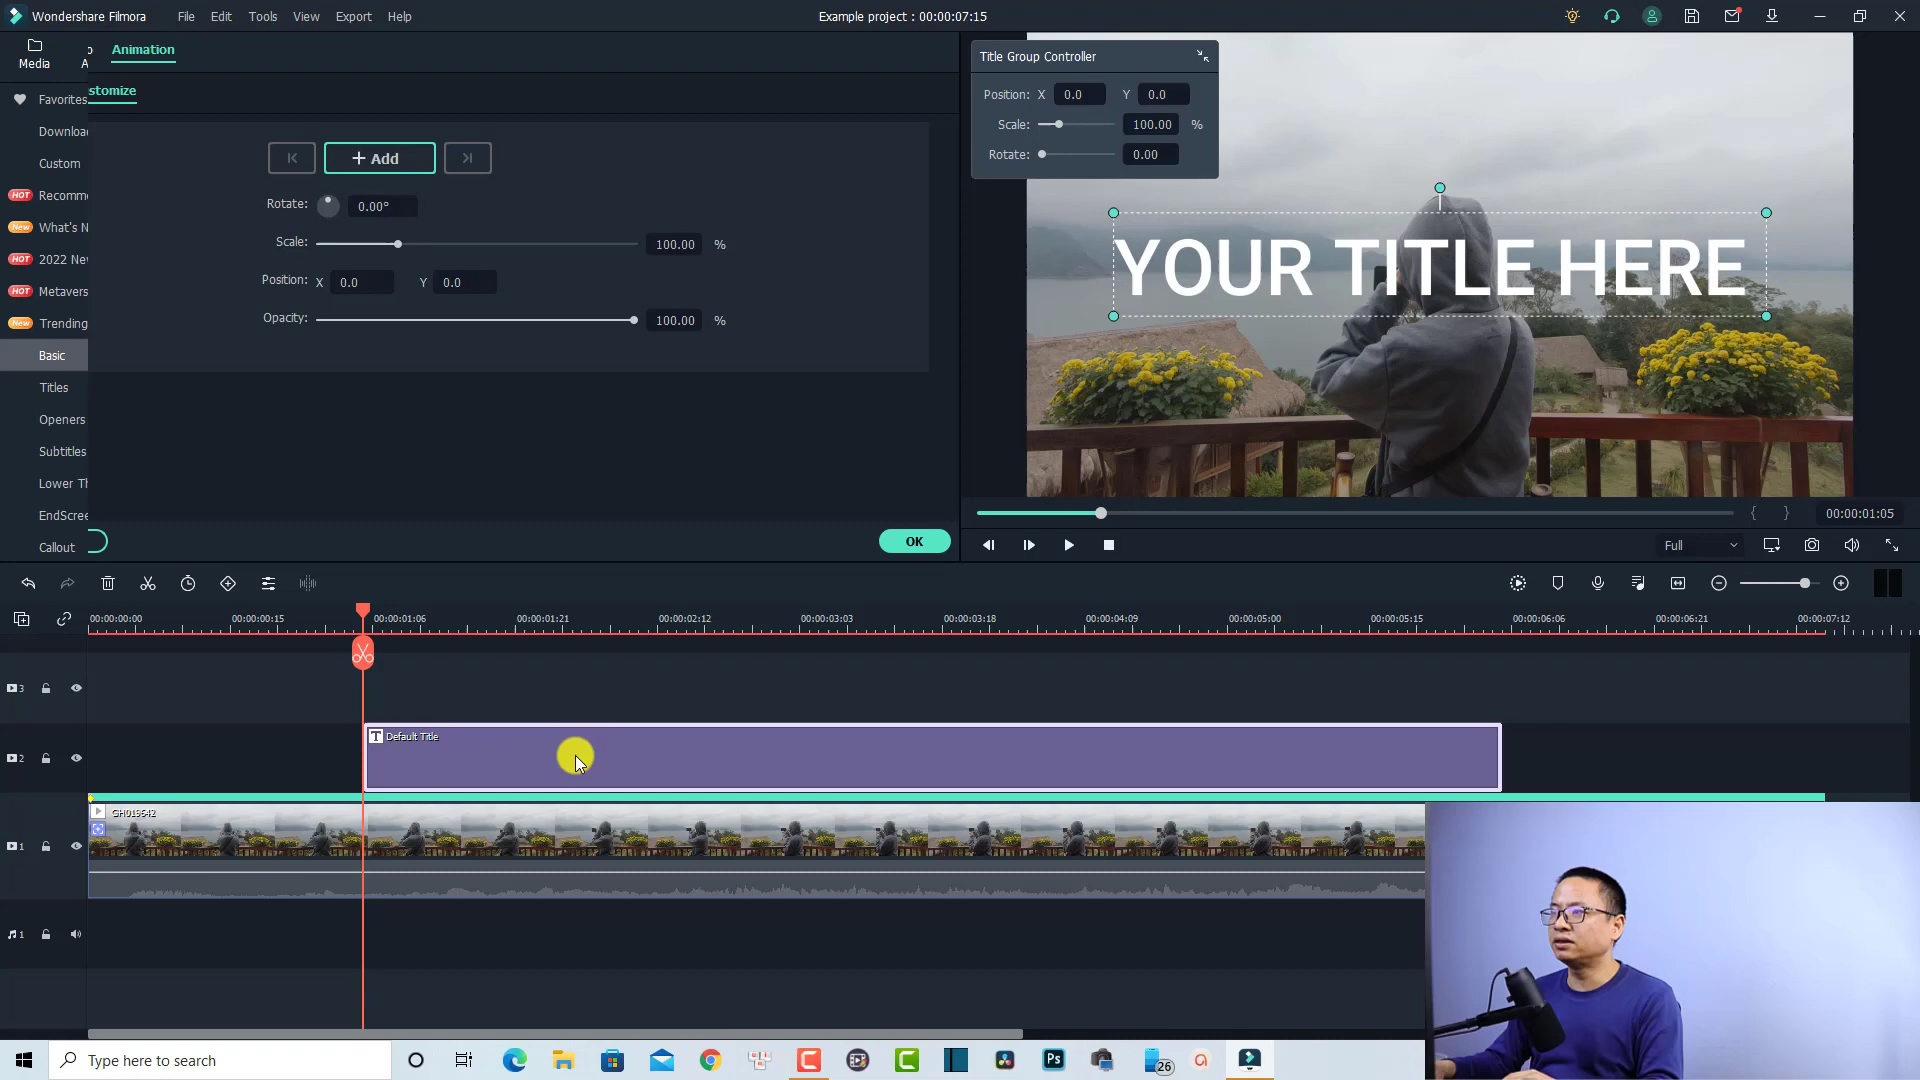 Wondershare Filmora File Edit Tools View Export Help Example project : 00:00:07:15
Media Animation
stomize
Favorites
Download
Custom
HOT Recomme
New What's N
HOT 2022 New
HOT Metavers
New Trending
Basic
Titles
Openers
Subtitles
Lower Th
EndScree
Callout
+ Add
Rotate: 0.00°
Scale: 100.00 %
Position: X 0.0 Y 0.0
Opacity: 100.00 %
OK
Title Group Controller
Position: X 0.0 Y 0.0
Scale: 100.00 %
Rotate: 0.00
YOUR TITLE HERE
{ } 00:00:01:05
Full
00:00:00:00 00:00:00:15 00:00:01:06 00:00:01:21 00:00:02:12 00:00:03:03 00:00:03:18 00:00:04:09 00:00:05:00 00:00:05:15 00:00:06:06 00:00:06:21 00:00:07:12
3
2
T Default Title
1
GH019642
1
Type here to search
Ps
26